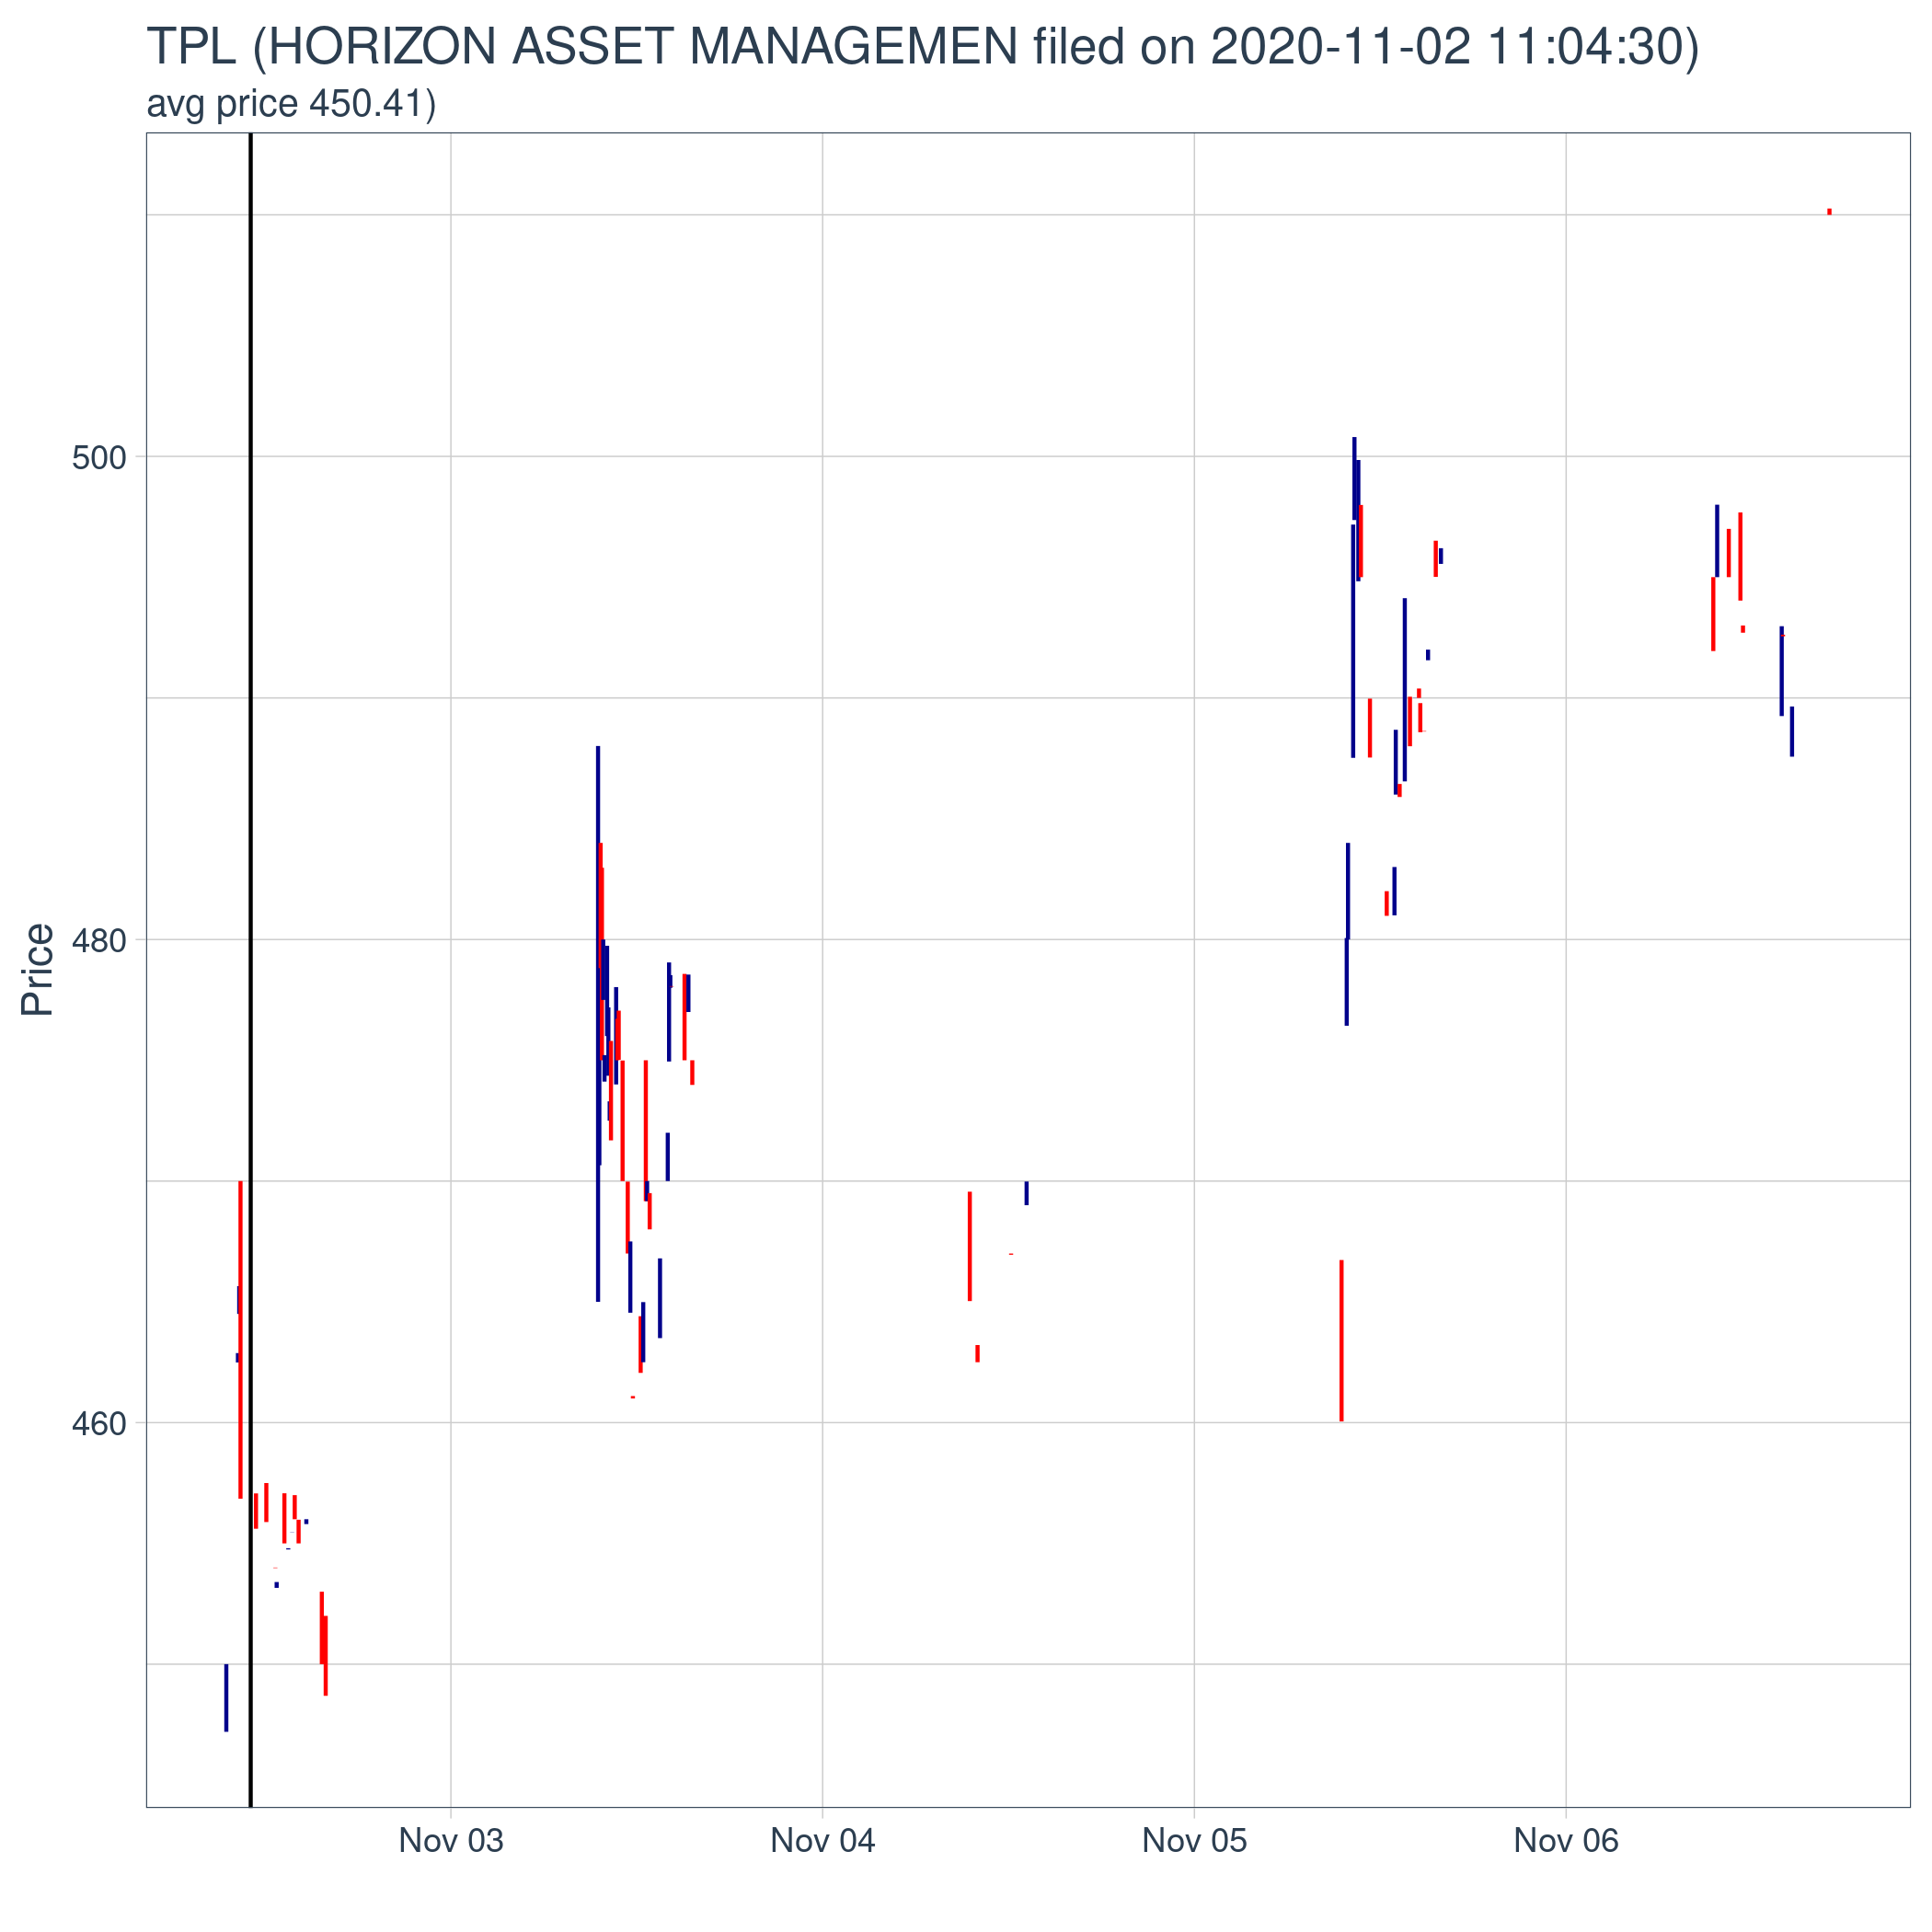 TPL (HORIZON ASSET MANAGEMEN filed on 2020-11-02 11:04:30)
avg price 450.41)
500
480
460
Price
Nov 03 Nov 04 Nov 05 Nov 06